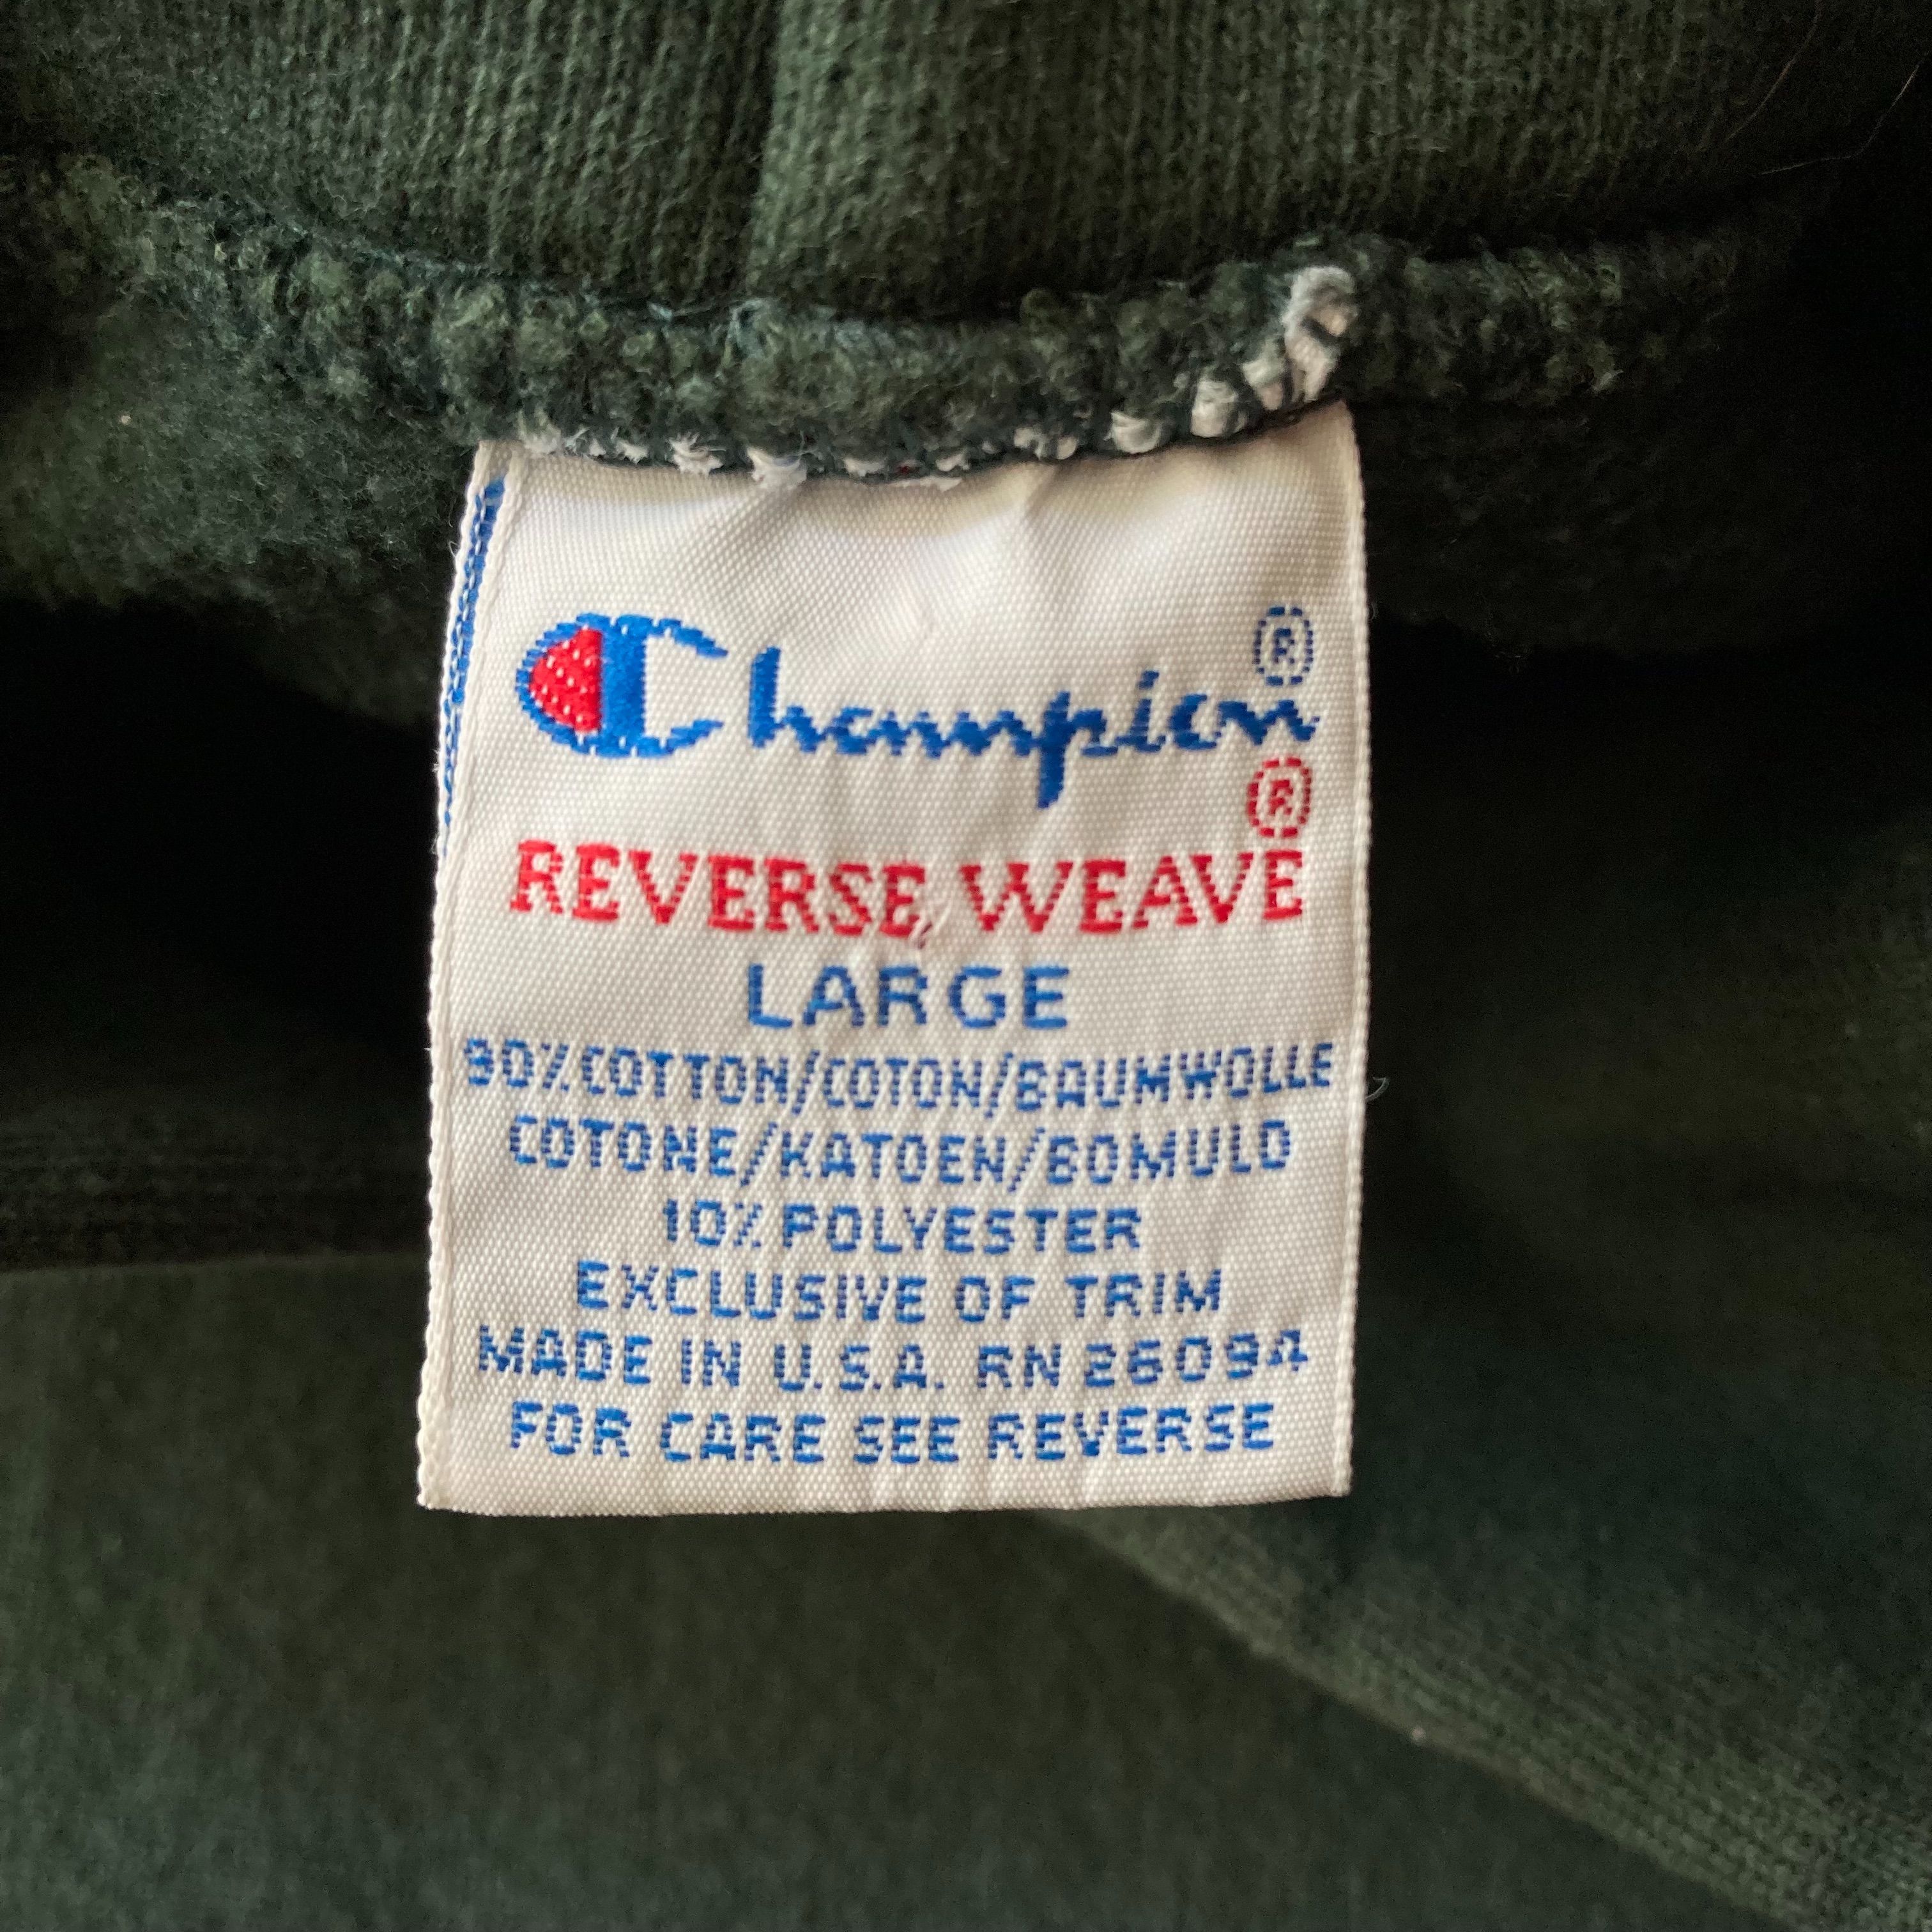 Champion®
®
REVERSE WEAVE
LARGE
90% COTTON/COTON/BAUMWOLLE
COTONE/KATOEN/BOMULD
10% POLYESTER
EXCLUSIVE OF TRIM
MADE IN U.S.A. RN 26094
FOR CARE SEE REVERSE